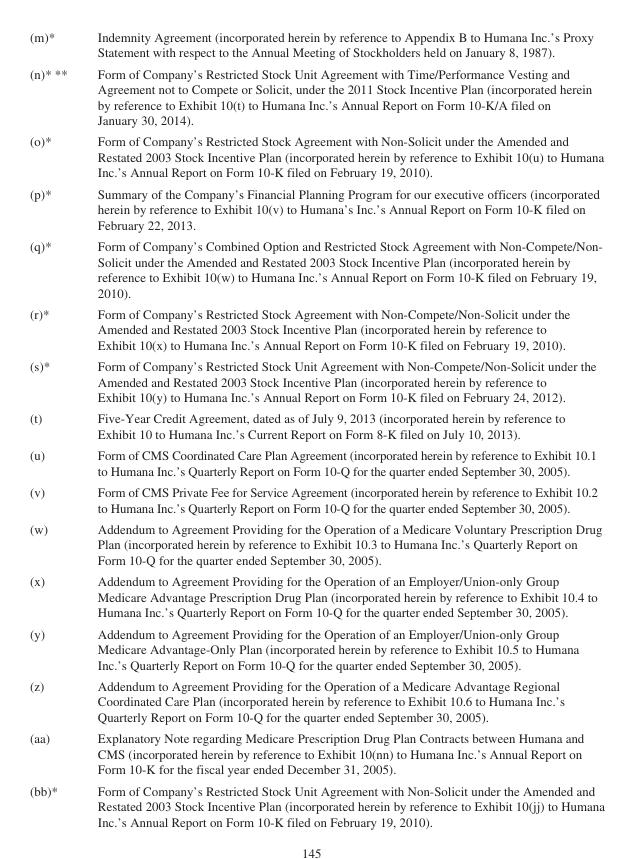 (m)* Indemnity Agreement (incorporated herein by reference to Appendix B to Humana Inc.'s Proxy
Statement with respect to the Annual Meeting of Stockholders held on January 8, 1987).
(n)* ** Form of Company's Restricted Stock Unit Agreement with Time/Performance Vesting and
Agreement not to Compete or Solicit, under the 2011 Stock Incentive Plan (incorporated herein
by reference to Exhibit 10(t) to Humana Inc.'s Annual Report on Form 10-K/A filed on
January 30, 2014).
(o)* Form of Company's Restricted Stock Agreement with Non-Solicit under the Amended and
Restated 2003 Stock Incentive Plan (incorporated herein by reference to Exhibit 10(u) to Humana
Inc.'s Annual Report on Form 10-K filed on February 19, 2010).
(p)* Summary of the Company's Financial Planning Program for our executive officers (incorporated
herein by reference to Exhibit 10(v) to Humana's Inc.'s Annual Report on Form 10-K filed on
February 22, 2013.
(q)* Form of Company's Combined Option and Restricted Stock Agreement with Non-Compete/Non-
Solicit under the Amended and Restated 2003 Stock Incentive Plan (incorporated herein by
reference to Exhibit 10(w) to Humana Inc.'s Annual Report on Form 10-K filed on February 19,
2010).
(r)* Form of Company's Restricted Stock Agreement with Non-Compete/Non-Solicit under the
Amended and Restated 2003 Stock Incentive Plan (incorporated herein by reference to
Exhibit 10(x) to Humana Inc.'s Annual Report on Form 10-K filed on February 19, 2010).
(s)* Form of Company's Restricted Stock Unit Agreement with Non-Compete/Non-Solicit under the
Amended and Restated 2003 Stock Incentive Plan (incorporated herein by reference to
Exhibit 10(y) to Humana Inc.'s Annual Report on Form 10-K filed on February 24, 2012).
(t) Five-Year Credit Agreement, dated as of July 9, 2013 (incorporated herein by reference to
Exhibit 10 to Humana Inc.'s Current Report on Form 8-K filed on July 10, 2013).
(u) Form of CMS Coordinated Care Plan Agreement (incorporated herein by reference to Exhibit 10.1
to Humana Inc.'s Quarterly Report on Form 10-Q for the quarter ended September 30, 2005).
(v) Form of CMS Private Fee for Service Agreement (incorporated herein by reference to Exhibit 10.2
to Humana Inc.'s Quarterly Report on Form 10-Q for the quarter ended September 30, 2005).
(w) Addendum to Agreement Providing for the Operation of a Medicare Voluntary Prescription Drug
Plan (incorporated herein by reference to Exhibit 10.3 to Humana Inc.'s Quarterly Report on
Form 10-Q for the quarter ended September 30, 2005).
(x) Addendum to Agreement Providing for the Operation of an Employer/Union-only Group
Medicare Advantage Prescription Drug Plan (incorporated herein by reference to Exhibit 10.4 to
Humana Inc.'s Quarterly Report on Form 10-Q for the quarter ended September 30, 2005).
(y) Addendum to Agreement Providing for the Operation of an Employer/Union-only Group
Medicare Advantage-Only Plan (incorporated herein by reference to Exhibit 10.5 to Humana
Inc.'s Quarterly Report on Form 10-Q for the quarter ended September 30, 2005).
(z) Addendum to Agreement Providing for the Operation of a Medicare Advantage Regional
Coordinated Care Plan (incorporated herein by reference to Exhibit 10.6 to Humana Inc.'s
Quarterly Report on Form 10-Q for the quarter ended September 30, 2005).
(aa) Explanatory Note regarding Medicare Prescription Drug Plan Contracts between Humana and
CMS (incorporated herein by reference to Exhibit 10(nn) to Humana Inc.'s Annual Report on
Form 10-K for the fiscal year ended December 31, 2005).
(bb)* Form of Company's Restricted Stock Unit Agreement with Non-Solicit under the Amended and
Restated 2003 Stock Incentive Plan (incorporated herein by reference to Exhibit 10(jj) to Humana
Inc.'s Annual Report on Form 10-K filed on February 19, 2010).
145